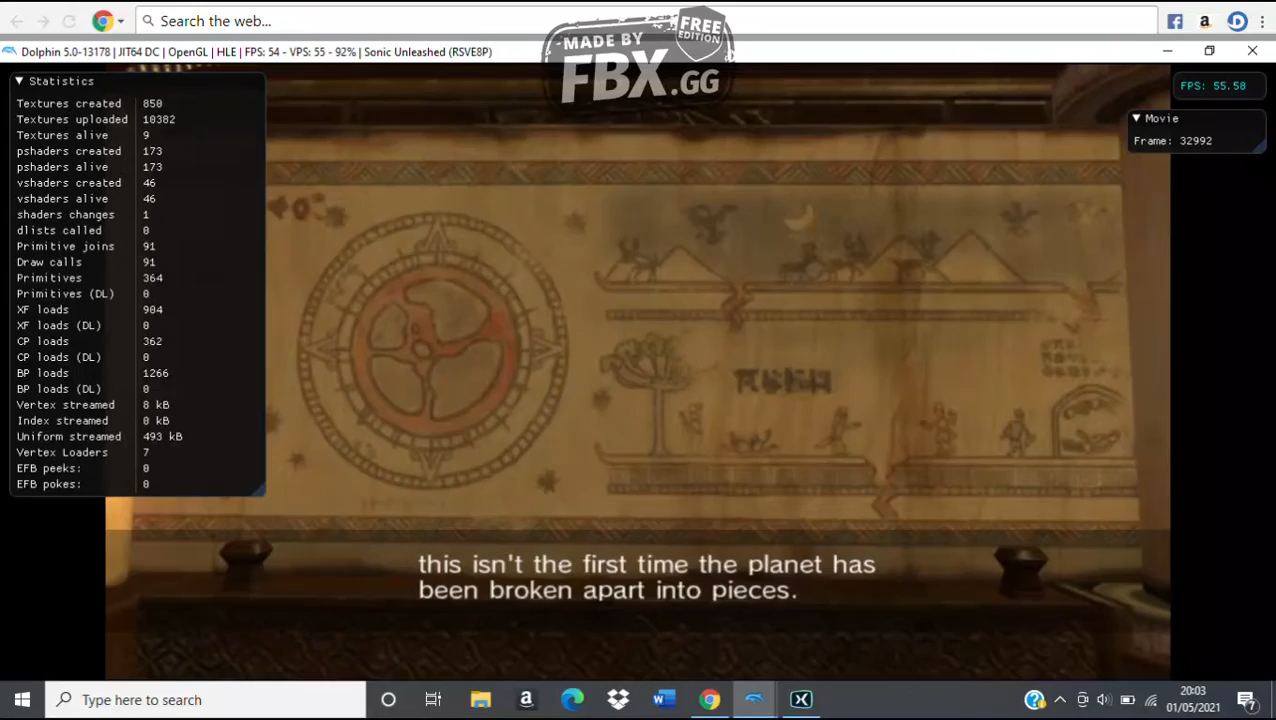 Search the web...
Dolphin 5.0-13178 | JIT64 DC | OpenGL | HLE | FPS: 54 - VPS: 55 - 92% | Sonic Unleashed (RSVE8P)
MADE BY
FREE
EDITION
FBX.GG
Statistics
Textures created 850
Textures uploaded 10382
Textures alive 9
pshaders created 173
pshaders alive 173
vshaders created 46
vshaders alive 46
shaders changes 1
dlists called 0
Primitive joins 91
Draw calls 91
Primitives 364
Primitives (DL) 0
XF loads 904
XF loads (DL) 0
CP loads 362
CP loads (DL) 0
BP loads 1266
BP loads (DL) 0
Vertex streamed 8 kB
Index streamed 0 kB
Uniform streamed 493 kB
Vertex Loaders 7
EFB peeks: 0
EFB pokes: 0
FPS: 55.58
Movie
Frame: 32992
this isn't the first time the planet has
been broken apart into pieces.
Type here to search
20:03
01/05/2021
7